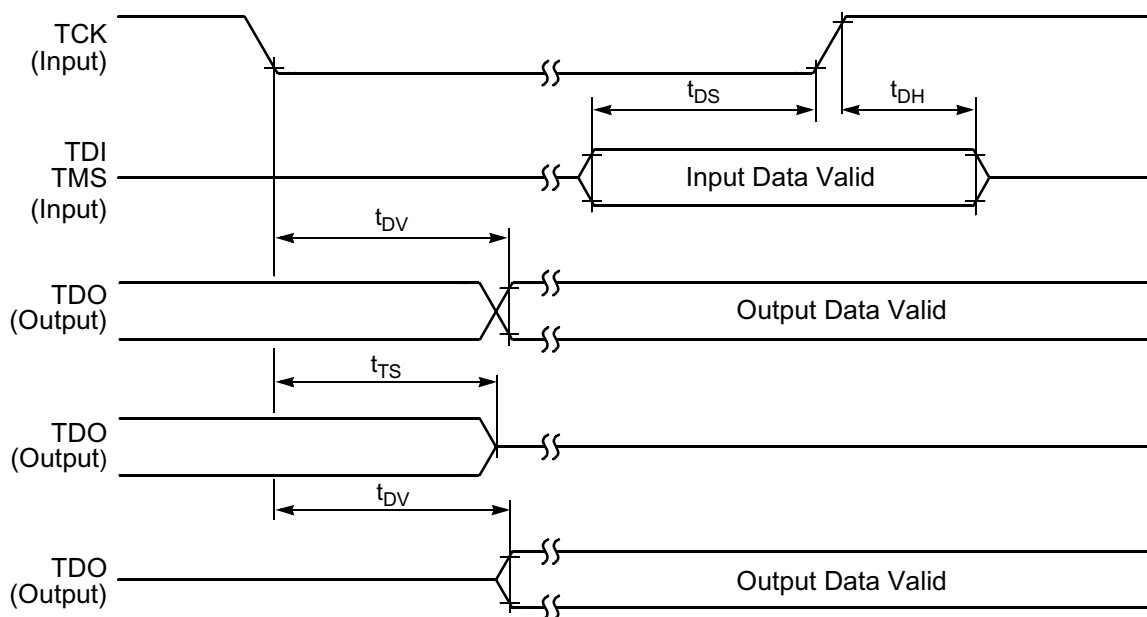 TCK
(Input)
tDS
tDH
TDI
TMS
(Input)
Input Data Valid
tDV
TDO
(Output)
Output Data Valid
tTS
TDO
(Output)
tDV
TDO
(Output)
Output Data Valid